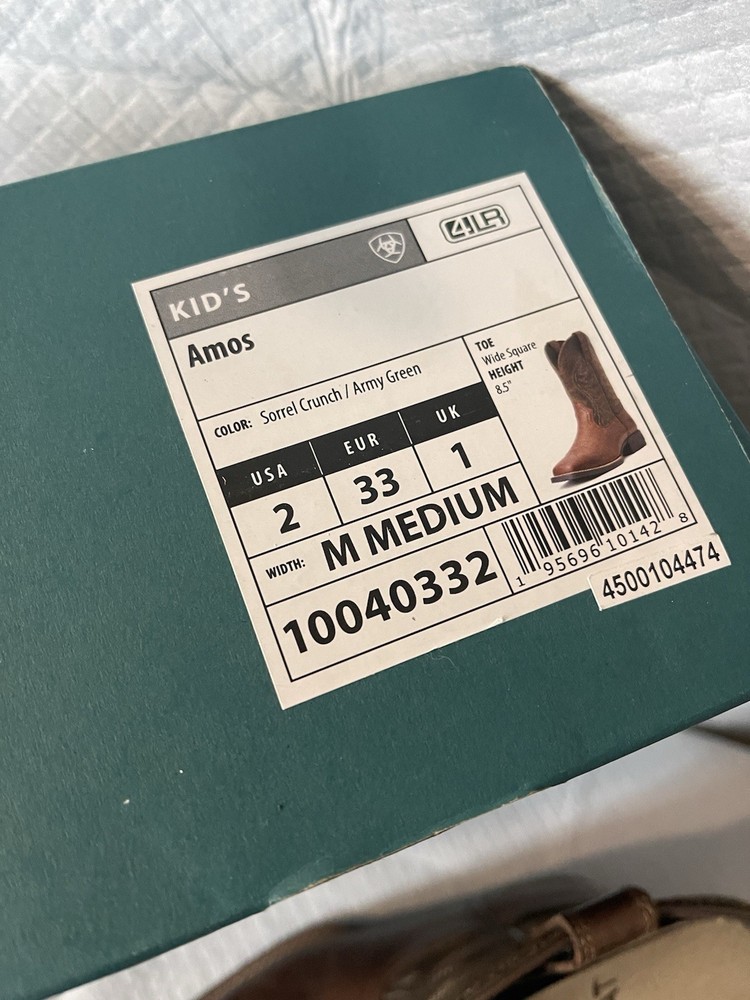 KID'S
4LR
Amos
COLOR: Sorrel Crunch / Army Green
TOE
Wide Square
HEIGHT
8.5"
USA EUR UK
2 33 1
WIDTH: M MEDIUM
10040332
1 95696 10142 8
4500104474